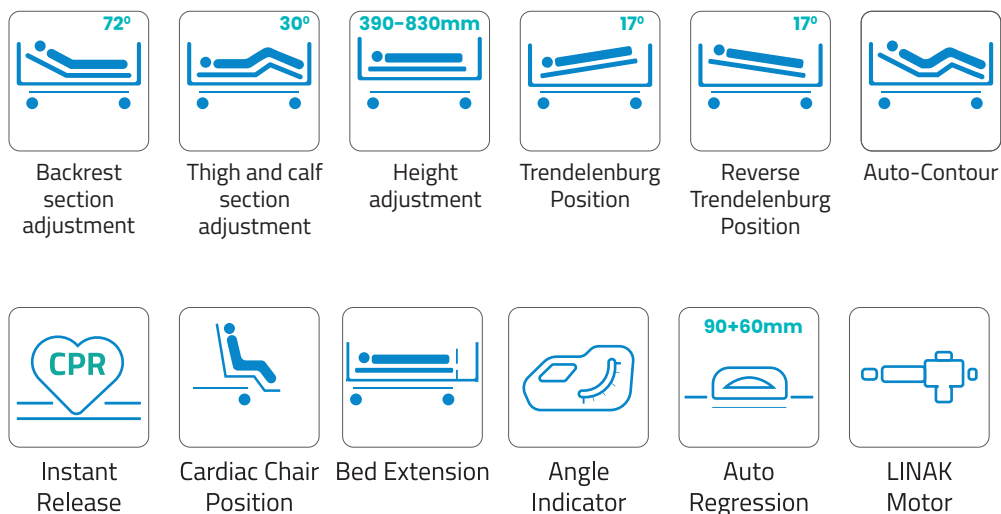 72°
30°
390-830mm
17°
17°
Backrest
section
adjustment
Thigh and calf
section
adjustment
Height
adjustment
Trendelenburg
Position
Reverse
Trendelenburg
Position
Auto-Contour
CPR
90+60mm
Instant
Release
Cardiac Chair
Position
Bed Extension
Angle
Indicator
Auto
Regression
LINAK
Motor